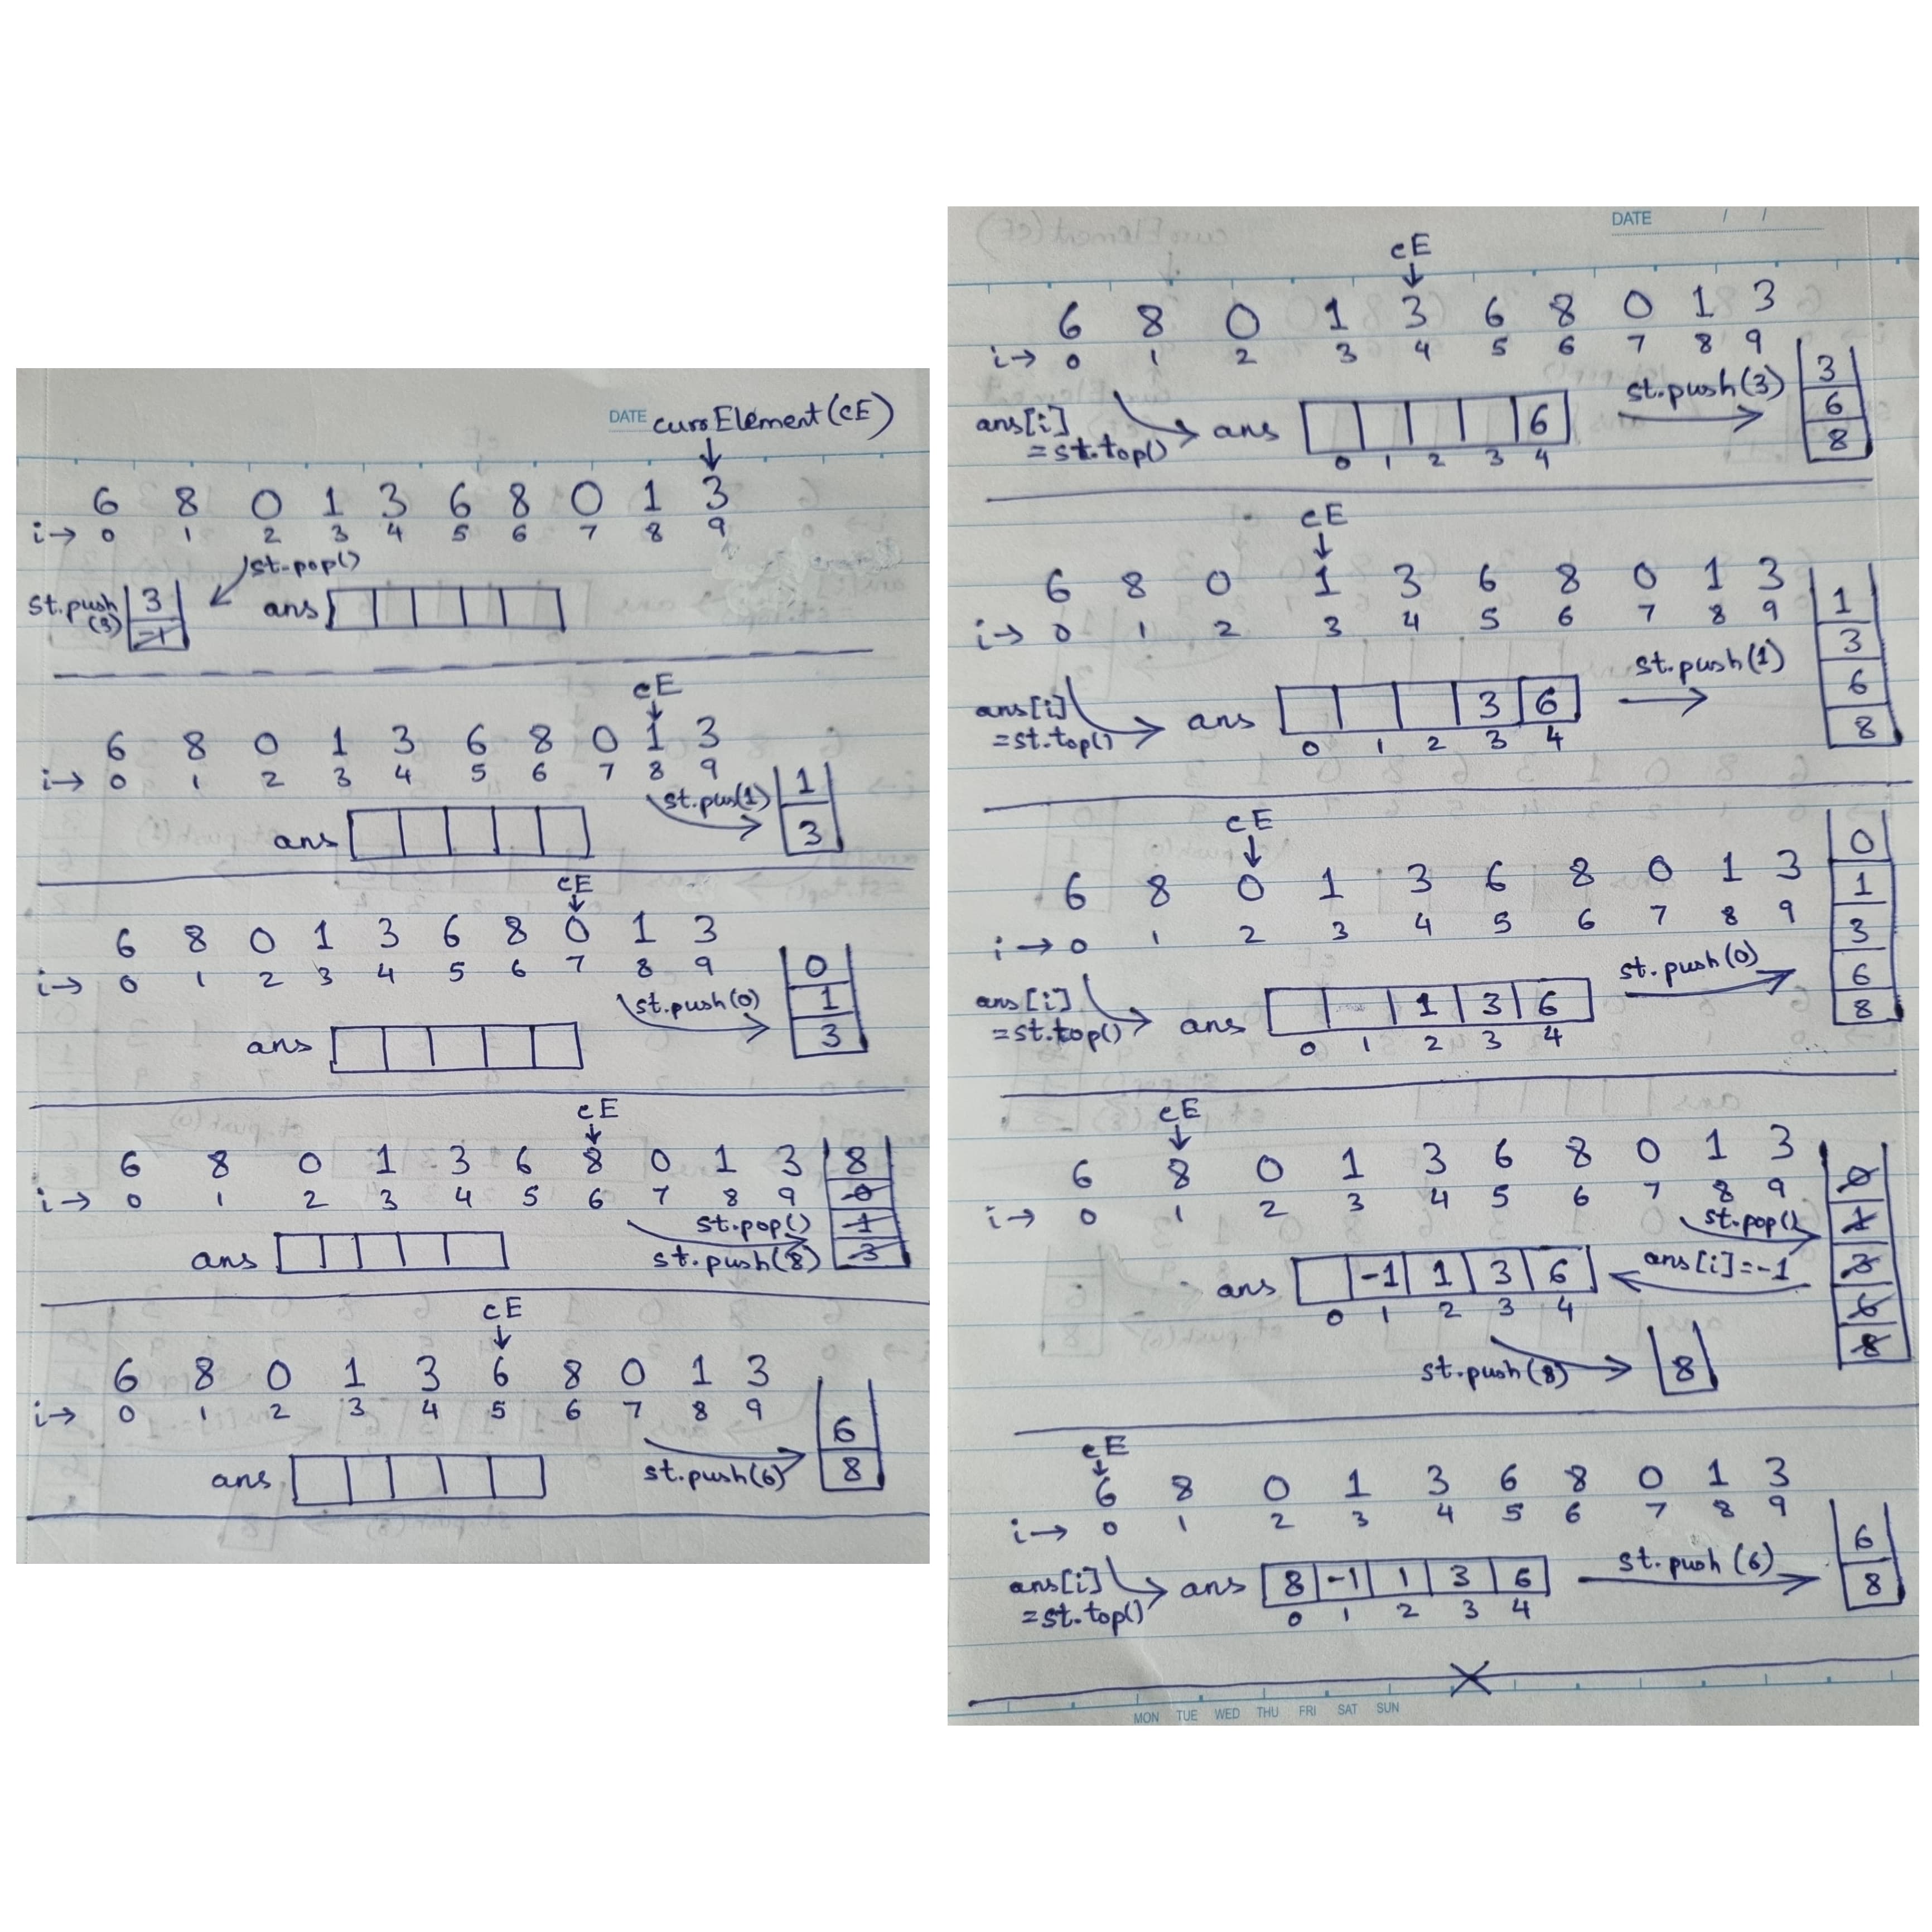 DATE currElement(cE)
6 8 0 1 3 6 8 0 1 3
i→ 0 1 2 3 4 5 6 7 8 9
st.pop()
st.push(3) 3 ans
-1
cE
6 8 0 1 3 6 8 0 1 3
i→ 0 1 2 3 4 5 6 7 8 9
st.pus(1) 1
ans 3
cE
6 8 0 1 3 6 8 0 1 3
i→ 0 1 2 3 4 5 6 7 8 9
0
st.push(0) 1
ans 3
cE
6 8 0 1 3 6 8 0 1 3 8
i→ 0 1 2 3 4 5 6 7 8 9 0
st.pop() 1
ans st.push(8) 3
cE
6 8 0 1 3 6 8 0 1 3
i→ 0 1 2 3 4 5 6 7 8 9 6
ans st.push(6) 8
DATE / /
cE
6 8 0 1 3 6 8 0 1 3
i→ 0 1 2 3 4 5 6 7 8 9
st.push(3) 3
ans[i] ans 6 6
=st.top() 0 1 2 3 4 8
cE
6 8 0 1 3 6 8 0 1 3
i→ 0 1 2 3 4 5 6 7 8 9 1
st.push(1) 3
ans[i] ans 3 6 6
=st.top() 0 1 2 3 4 8
cE
0
6 8 0 1 3 6 8 0 1 3 1
i→ 0 1 2 3 4 5 6 7 8 9 3
ans[i] st.push(0) 6
=st.top() ans 1 3 6 8
0 1 2 3 4
cE
6 8 0 1 3 6 8 0 1 3 0
i→ 0 1 2 3 4 5 6 7 8 9
st.pop() 1
ans -1 1 3 6 ans[i]=-1 3
0 1 2 3 4 6
st.push(8) 8 8
cE
6 8 0 1 3 6 8 0 1 3
i→ 0 1 2 3 4 5 6 7 8 9
st.push(6) 6
ans[i] ans 8 -1 1 3 6 8
=st.top() 0 1 2 3 4
MON TUE WED THU FRI SAT SUN